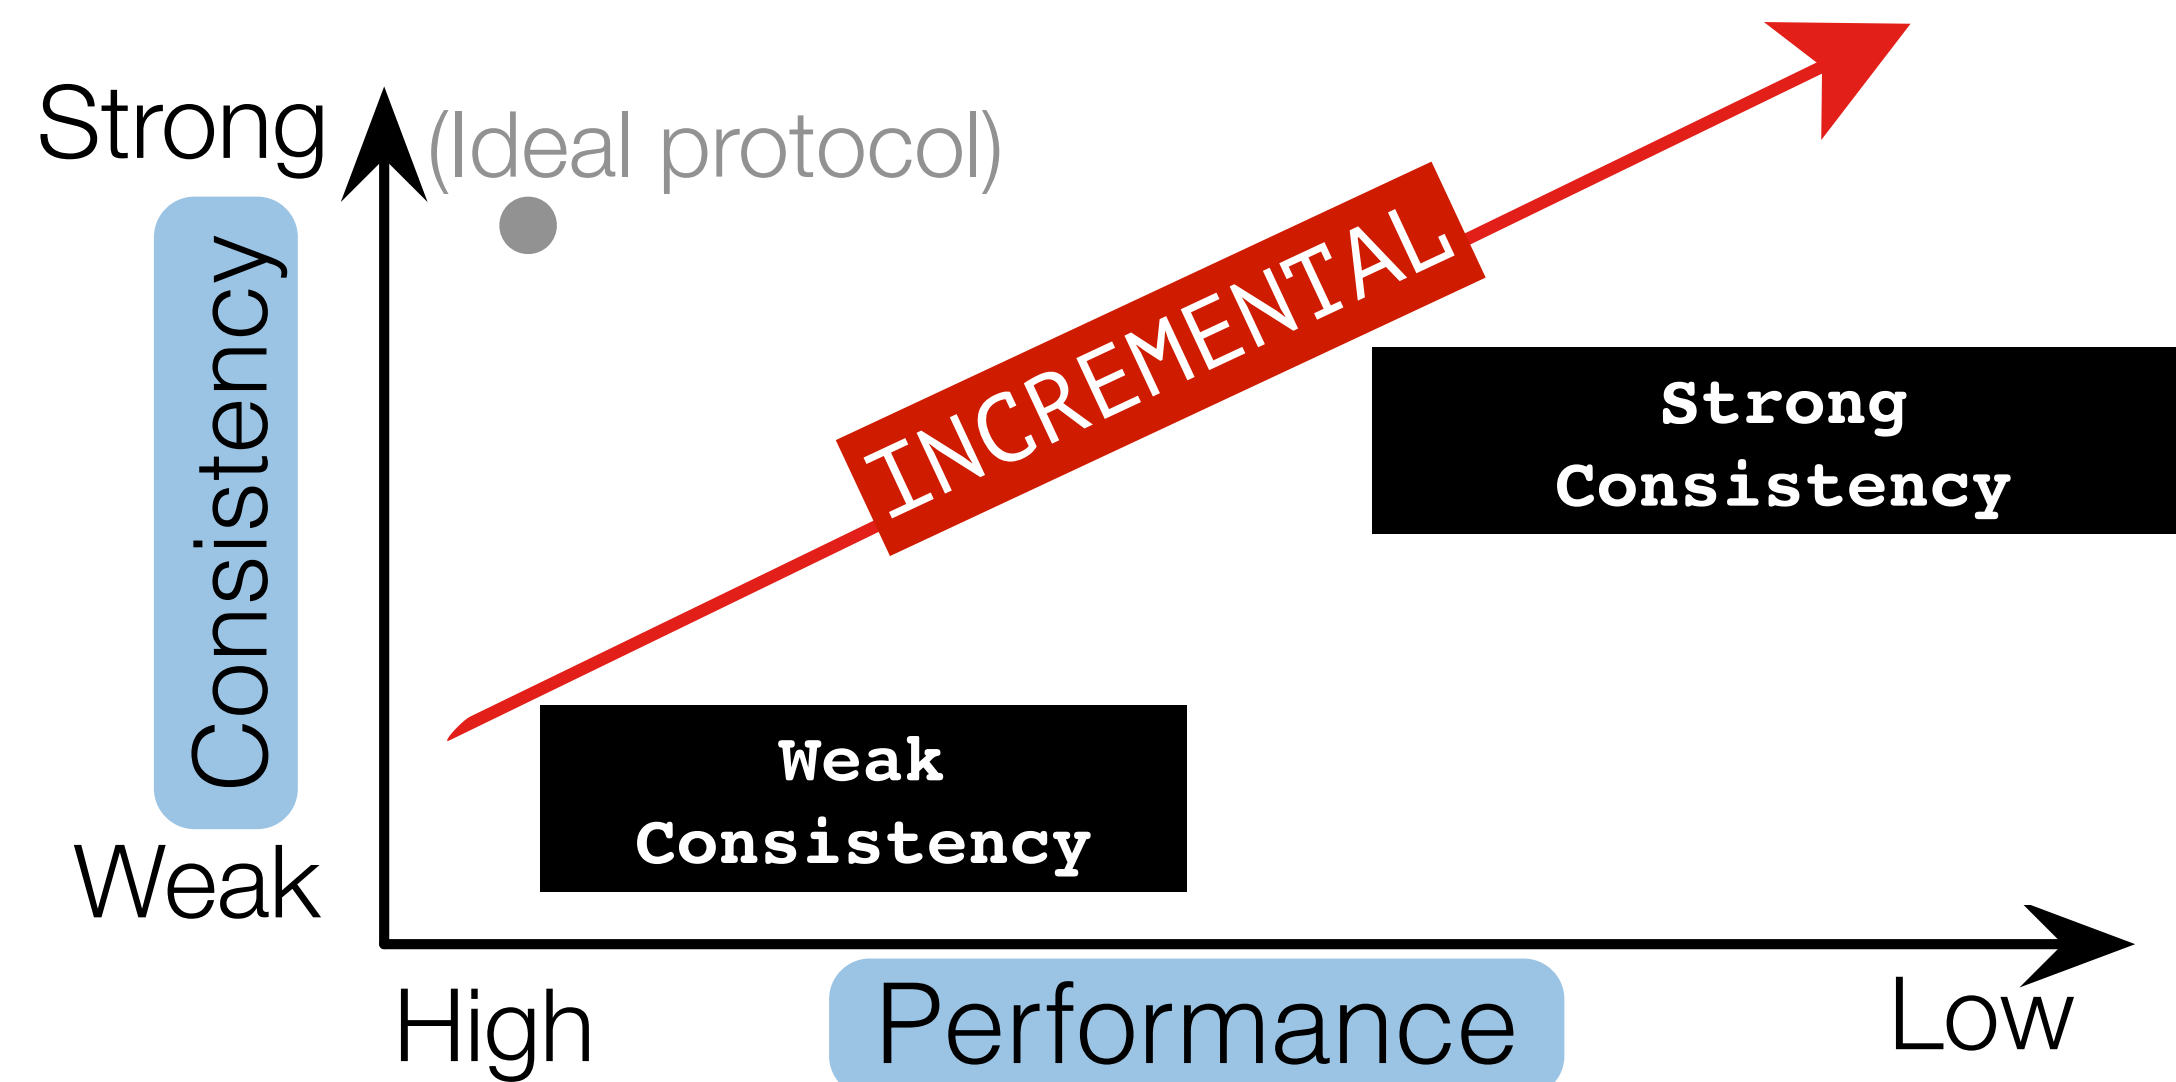 Strong
(Ideal protocol)
Consistency
INCREMENTAL
Strong
Consistency
Weak
Consistency
Weak
High
Performance
Low